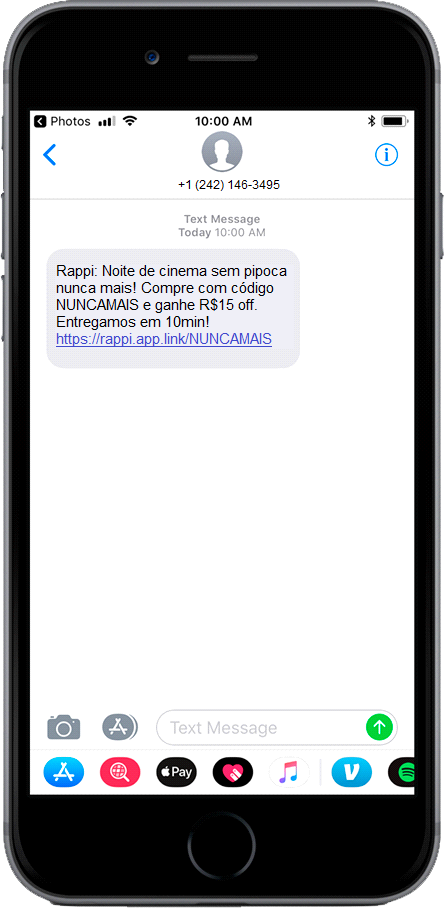 Photos 10:00 AM
+1 (242) 146-3495
Text Message
Today 10:00 AM
Rappi: Noite de cinema sem pipoca
nunca mais! Compre com código
NUNCAMAIS e ganhe R$15 off.
Entregamos em 10min!
https://rappi.app.link/NUNCAMAIS
Text Message
Pay